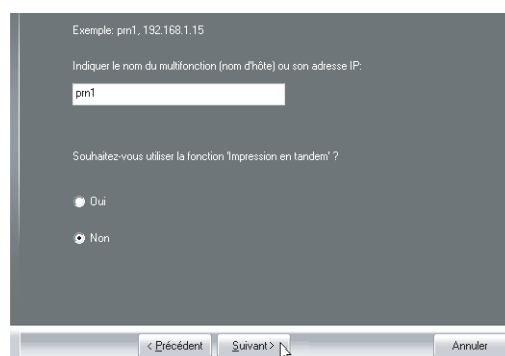 Exemple: prn1, 192.168.1.15
Indiquer le nom du multifonction (nom d'hôte) ou son adresse IP:
prn1
Souhaitez-vous utiliser la fonction 'Impression en tandem' ?
Oui
Non
< Précédent Suivant > Annuler